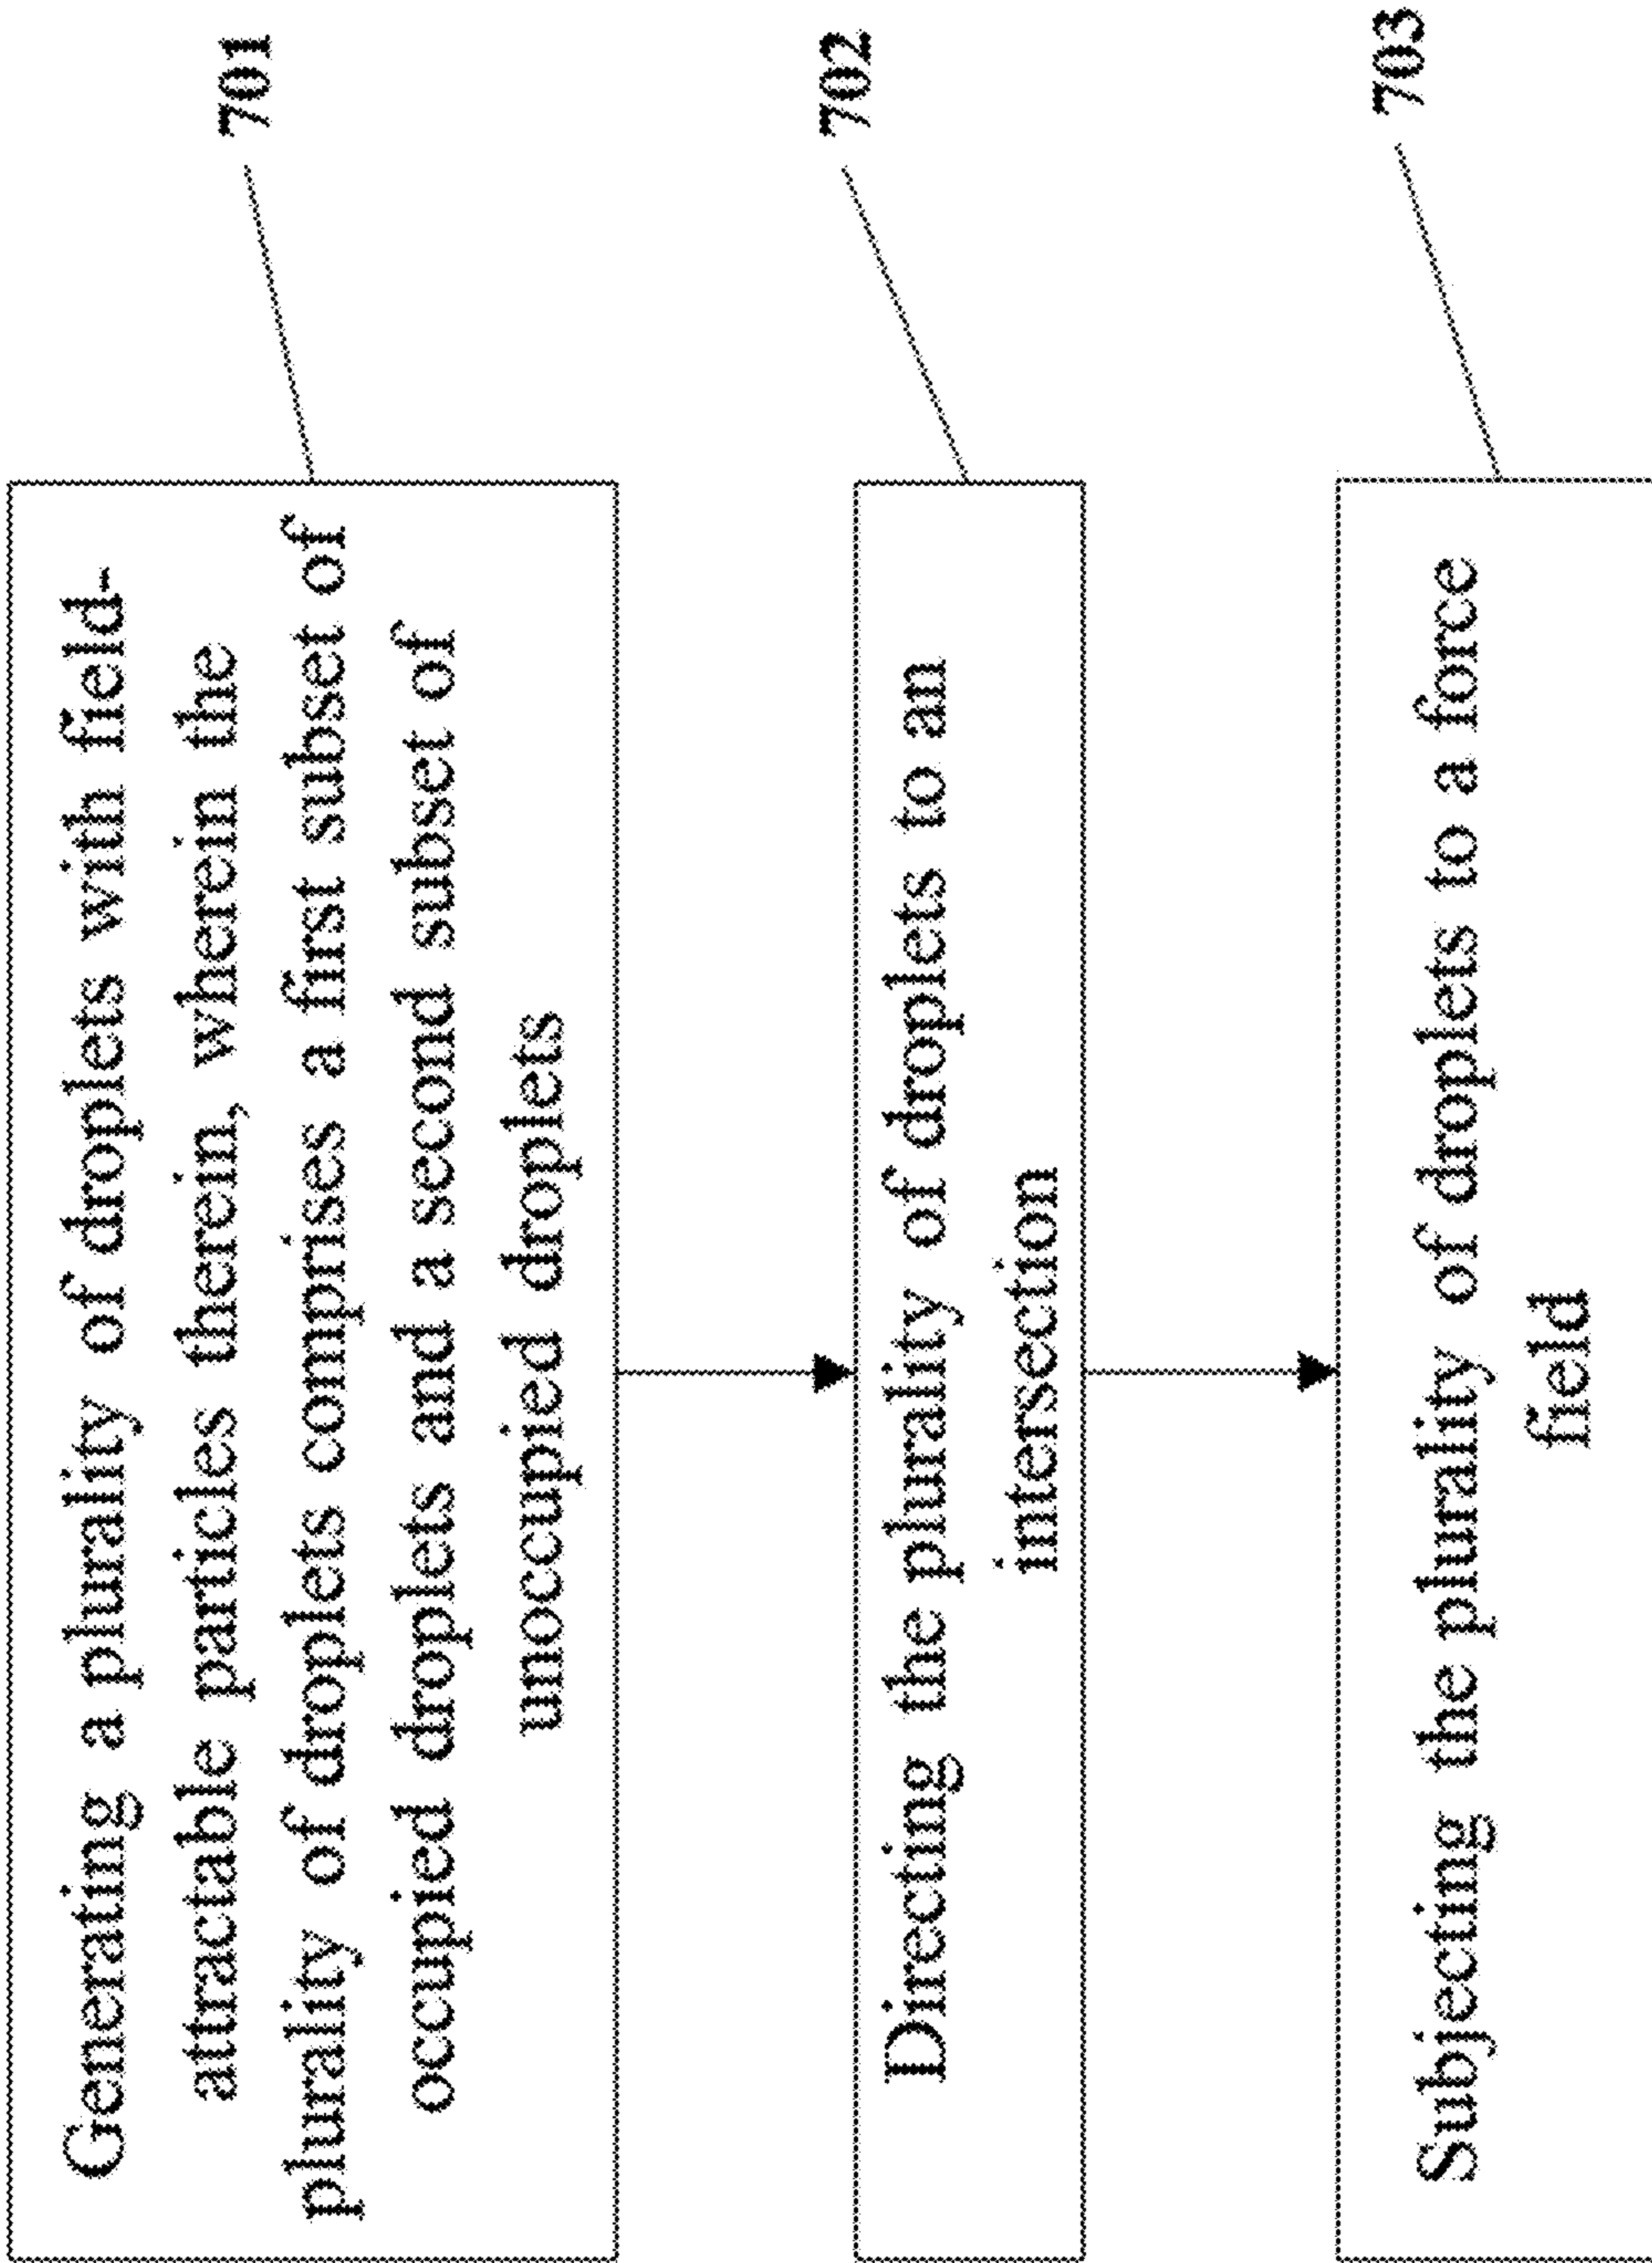 Generating a plurality of droplets with field-
attractable particles therein, wherein the
plurality of droplets comprises a first subset of
occupied droplets and a second subset of
unoccupied droplets
701
Directing the plurality of droplets to an
intersection
702
Subjecting the plurality of droplets to a force
field
703